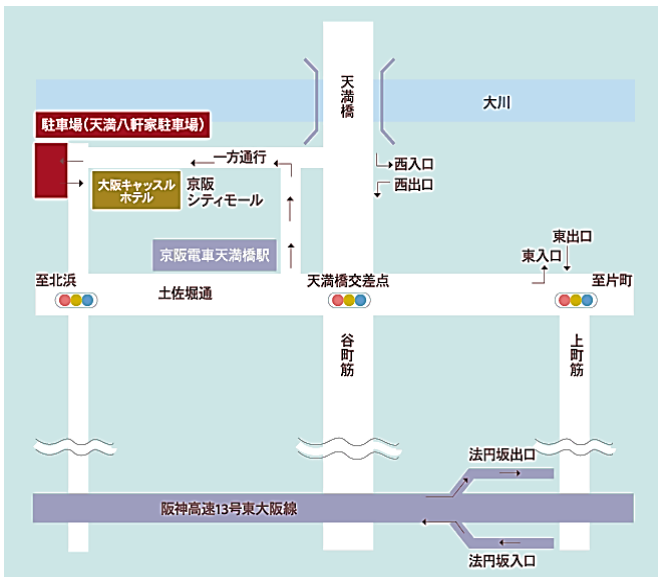 天満橋
大川
駐車場(天満八軒家駐車場)
一方通行
西入口
西出口
大阪キャッスル
ホテル
京阪
シティモール
東出口
東入口
京阪電車天満橋駅
至北浜
天満橋交差点
至片町
土佐堀通
谷町筋
上町筋
法円坂出口
阪神高速13号東大阪線
法円坂入口